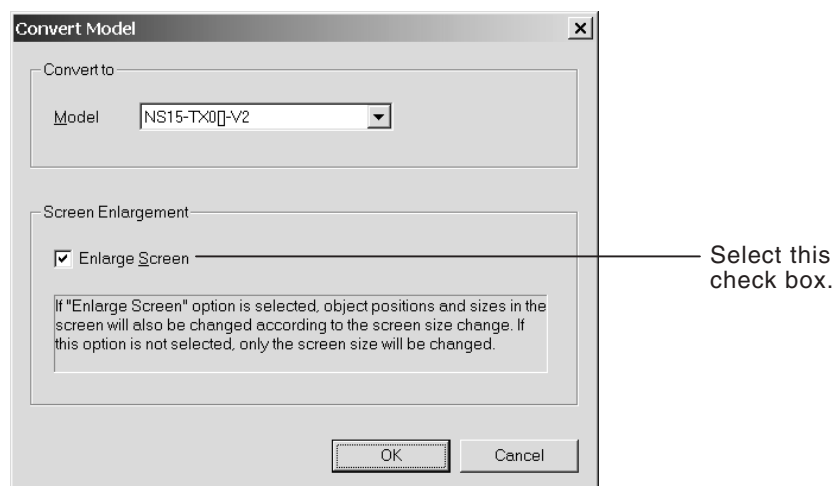 Convert Model
Convert to
Model
NS15-TX0[]-V2
Screen Enlargement
Enlarge Screen
Select this
check box.
If "Enlarge Screen" option is selected, object positions and sizes in the
screen will also be changed according to the screen size change. If
this option is not selected, only the screen size will be changed.
OK
Cancel